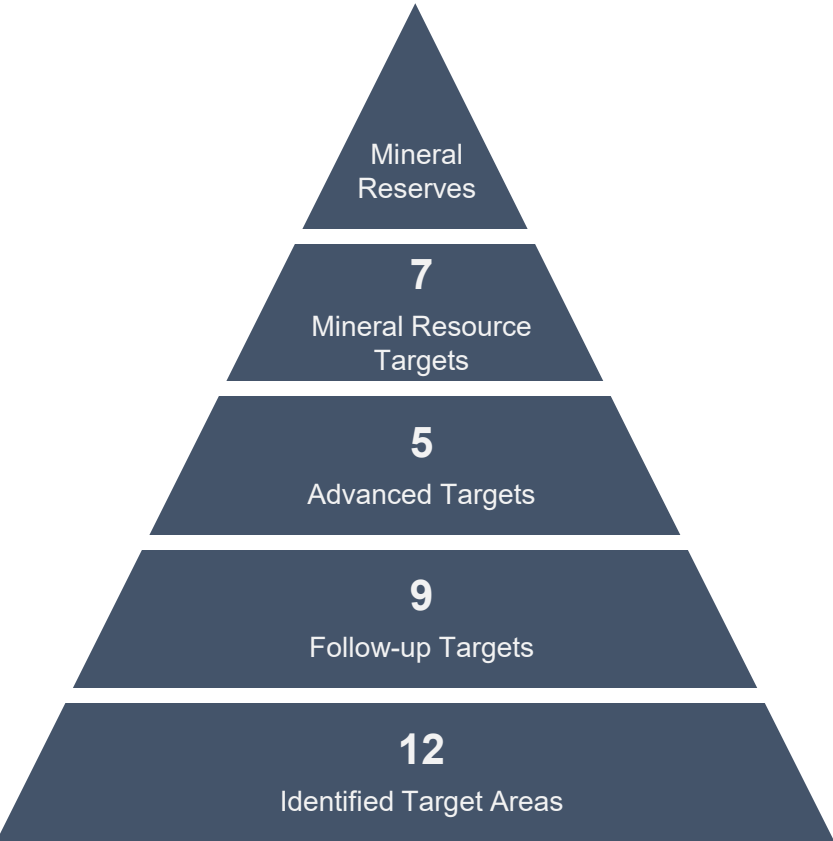 Mineral
Reserves
7
Mineral Resource
Targets
5
Advanced Targets
9
Follow-up Targets
12
Identified Target Areas